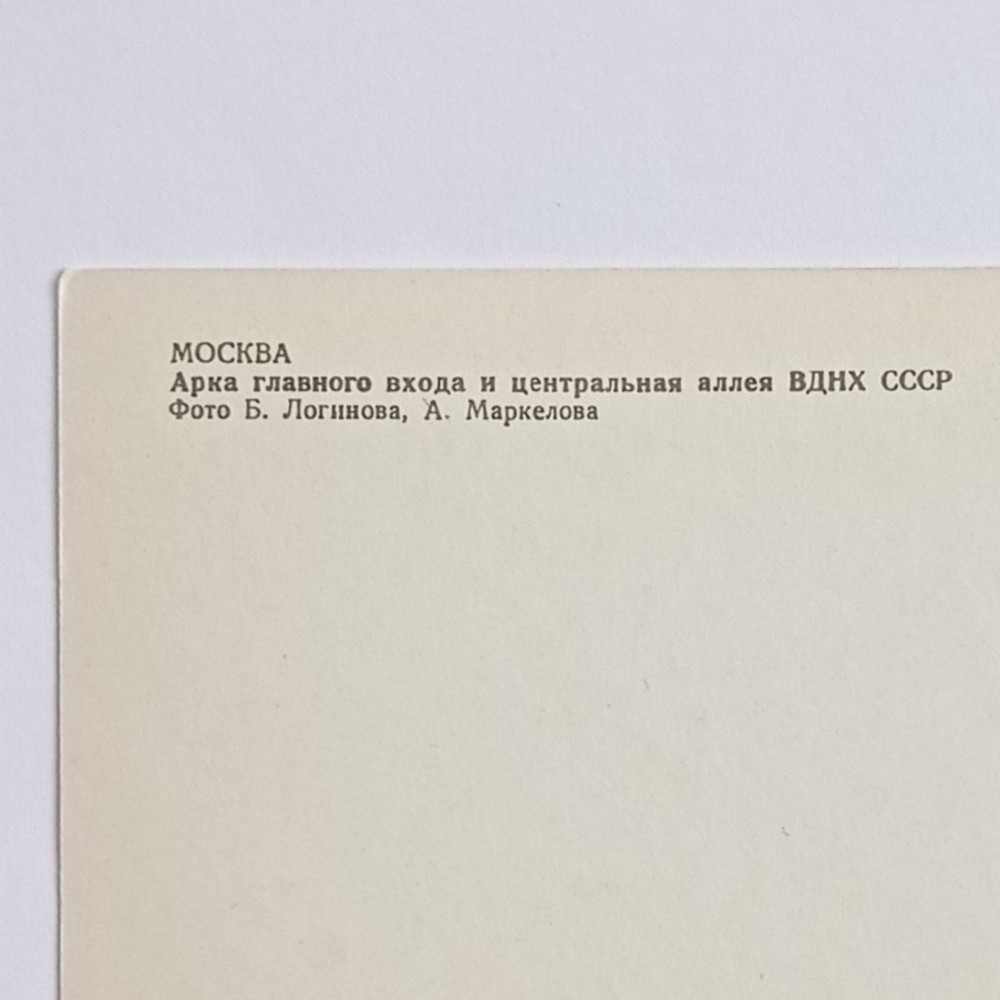 МОСКВА
Арка главного входа и центральная аллея ВДНХ СССР
Фото Б. Логинова, А. Маркелова